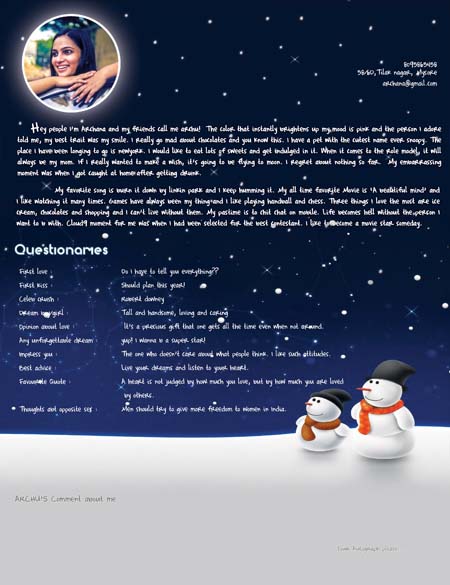 58/60, Tilak nagar, Mysore
archana@gmail.com
Hey people I'm Archana and my friends call me archu! The color that instantly brightens up my mood is pink and the person I adore
told me, my best trait was my smile. I really go mad about chocolates and you know this. I have a pet with the cutest name ever snoopy. The
place I have been longing to go is newyork. I would like to eat lots of sweets and get indulged in it. When it comes to the role model, it will
always be my mom. If I really wanted to make a wish, it's going to be flying to moon. I regret about nothing so far. My embarrassing
moment was when I got caught at home after getting drunk.
My favorite song is burn it down by linkin park and I keep humming it. My all time favorite Movie is 'A beautiful mind' and
I like watching it many times. Games have always been my thing and I like playing handball and chess. Three things I love the most are ice
cream, chocolates and shopping and I can't live without them. My pastime is to chit chat on movie. Life becomes hell without the person I
want to b with. Cloud9 moment for me was when I had been selected for the best contestant. I like to become a movie star someday.
Questionaries
First love : Do I have to tell you everything??
First kiss : Should plan this year!
Celeb crush : Robert downey
Dream boy/girl : Tall and handsome, loving and caring
Opinion about love : It's a precious gift that one gets all the time even when not around.
Any unforgettable dream : yup! I wanna b a super star!
Impress you : The one who doesn't care about what people think. I like such attitudes.
Best advice : Live your dreams and listen to your heart.
Favourite Quote : A heart is not judged by how much you love, but by how much you are loved
by others.
Thoughts on opposite sex : Men should try to give more freedom to women in India.
ARCHU'S Comment about me